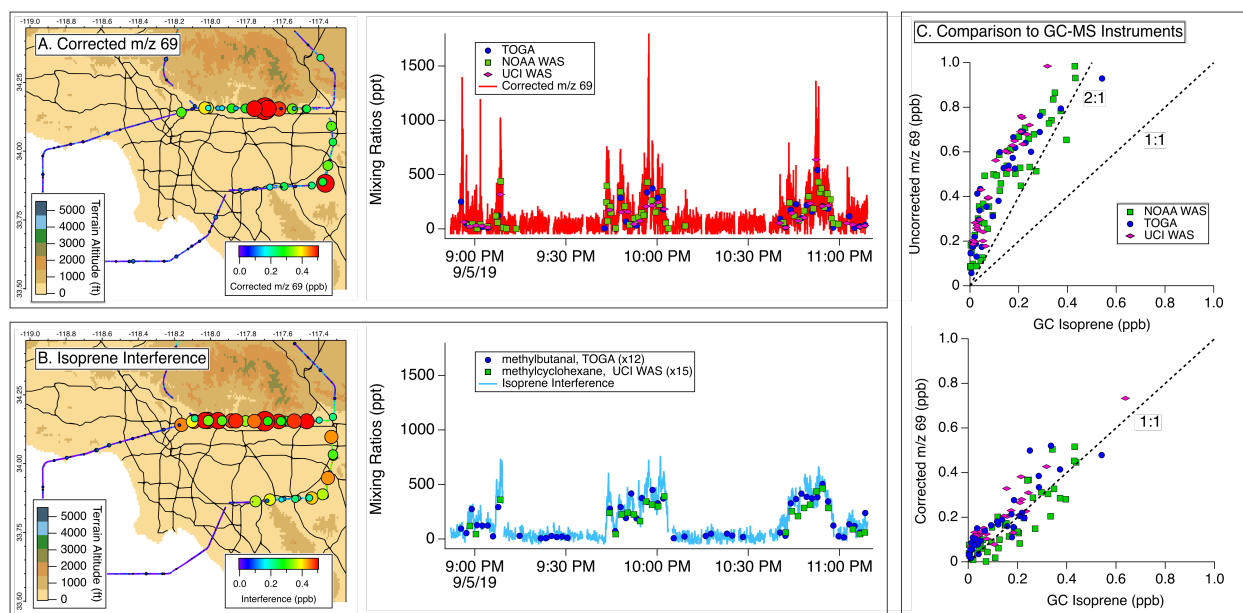 -119.0 -118.8 -118.6 -118.4 -118.2 -118.0 -117.8 -117.6 -117.4
A. Corrected m/z 69
34.25
34.00
33.75
33.50
5000
4000
3000
2000
1000
0
Terrain Altitude (ft)
0.0 0.2 0.4
Corrected m/z 69 (ppb)
TOGA
NOAA WAS
UCI WAS
Corrected m/z 69
Mixing Ratios (ppt)
1500
1000
500
0
9:00 PM 9:30 PM 10:00 PM 10:30 PM 11:00 PM
9/5/19
-119.0 -118.8 -118.6 -118.4 -118.2 -118.0 -117.8 -117.6 -117.4
B. Isoprene Interference
34.25
34.00
33.75
33.50
5000
4000
3000
2000
1000
0
Terrain Altitude (ft)
0.0 0.2 0.4
Interference (ppb)
methylbutanal, TOGA (x12)
methylcyclohexane, UCI WAS (x15)
Isoprene Interference
Mixing Ratios (ppt)
1500
1000
500
0
9:00 PM 9:30 PM 10:00 PM 10:30 PM 11:00 PM
9/5/19
C. Comparison to GC-MS Instruments
Uncorrected m/z 69 (ppb)
1.0
0.8
0.6
0.4
0.2
0
2:1
1:1
NOAA WAS
TOGA
UCI WAS
0 0.2 0.4 0.6 0.8 1.0
GC Isoprene (ppb)
Corrected m/z 69 (ppb)
1.0
0.8
0.6
0.4
0.2
0
1:1
0 0.2 0.4 0.6 0.8 1.0
GC Isoprene (ppb)